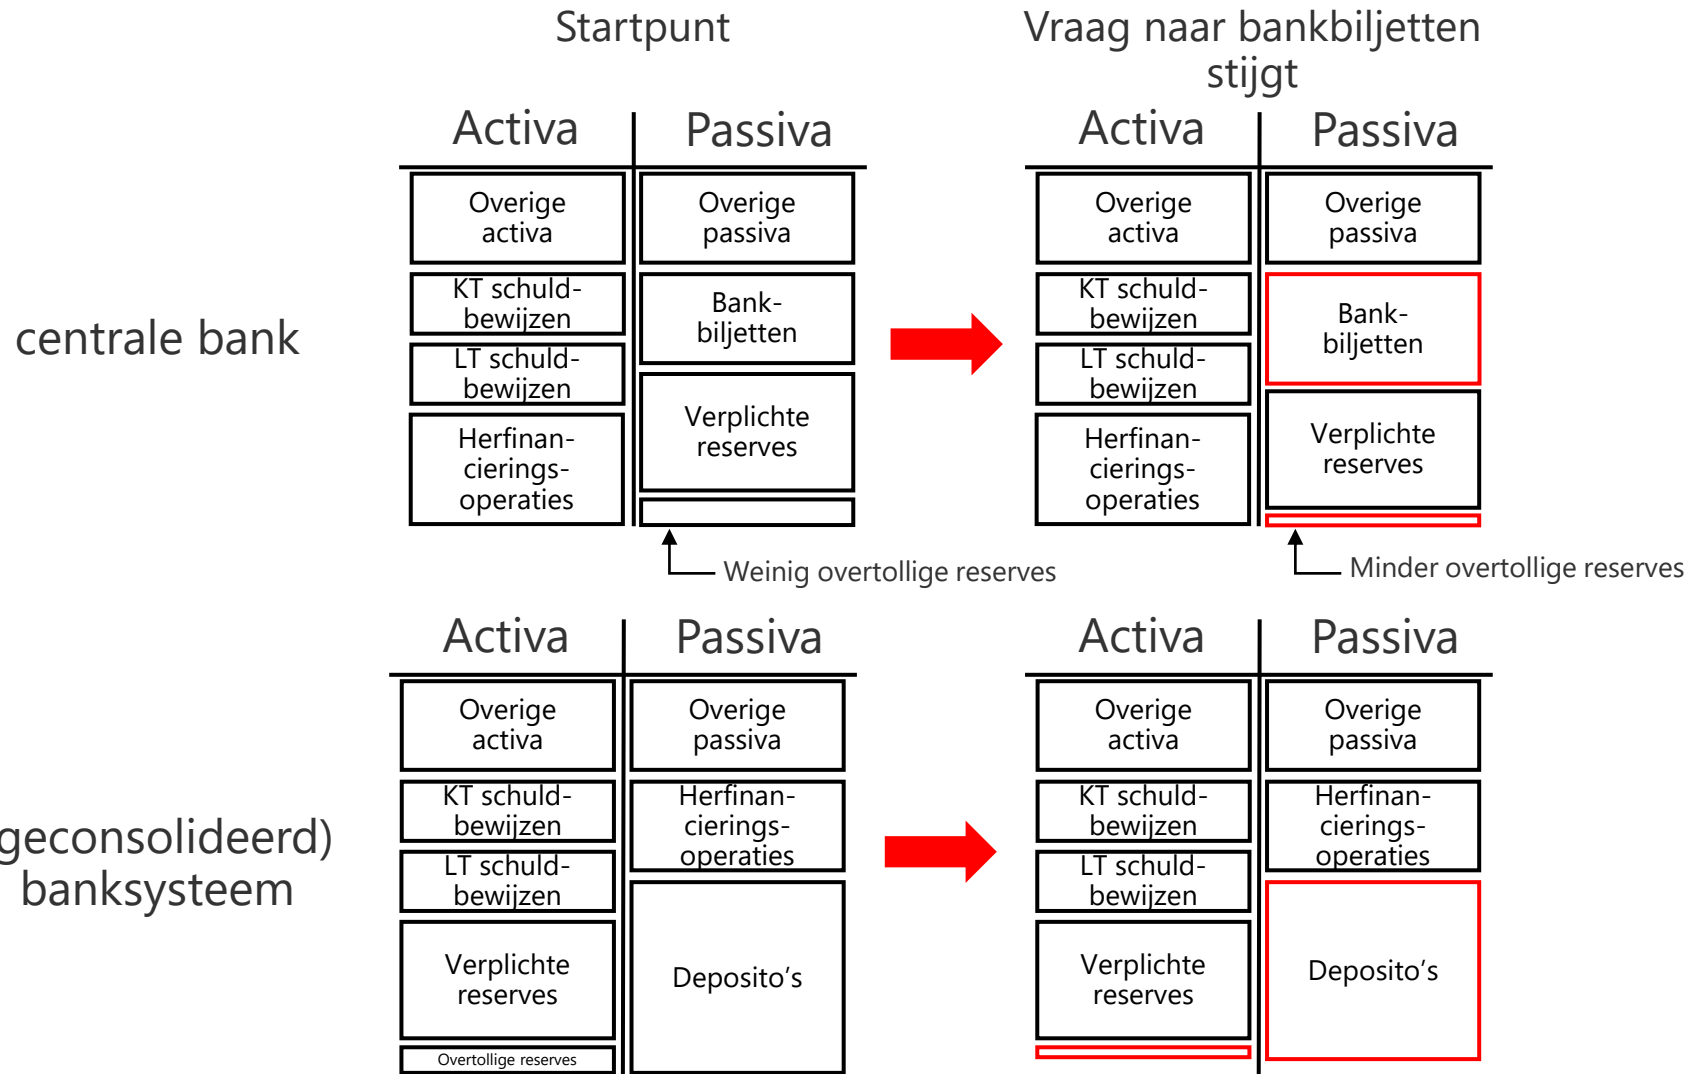 Startpunt
Vraag naar bankbiljetten
stijgt
Activa
Passiva
Activa
Passiva
centrale bank
Overige
activa
KT schuld-
bewijzen
LT schuld-
bewijzen
Herfinan-
cierings-
operaties
Overige
passiva
Bank-
biljetten
Verplichte
reserves
Weinig overtollige reserves
Overige
activa
KT schuld-
bewijzen
LT schuld-
bewijzen
Herfinan-
cierings-
operaties
Overige
passiva
Bank-
biljetten
Verplichte
reserves
Minder overtollige reserves
Activa
Passiva
Activa
Passiva
geconsolideerd)
banksysteem
Overige
activa
KT schuld-
bewijzen
LT schuld-
bewijzen
Verplichte
reserves
Overtollige reserves
Overige
passiva
Herfinan-
cierings-
operaties
Deposito’s
Overige
activa
KT schuld-
bewijzen
LT schuld-
bewijzen
Verplichte
reserves
Overige
passiva
Herfinan-
cierings-
operaties
Deposito’s